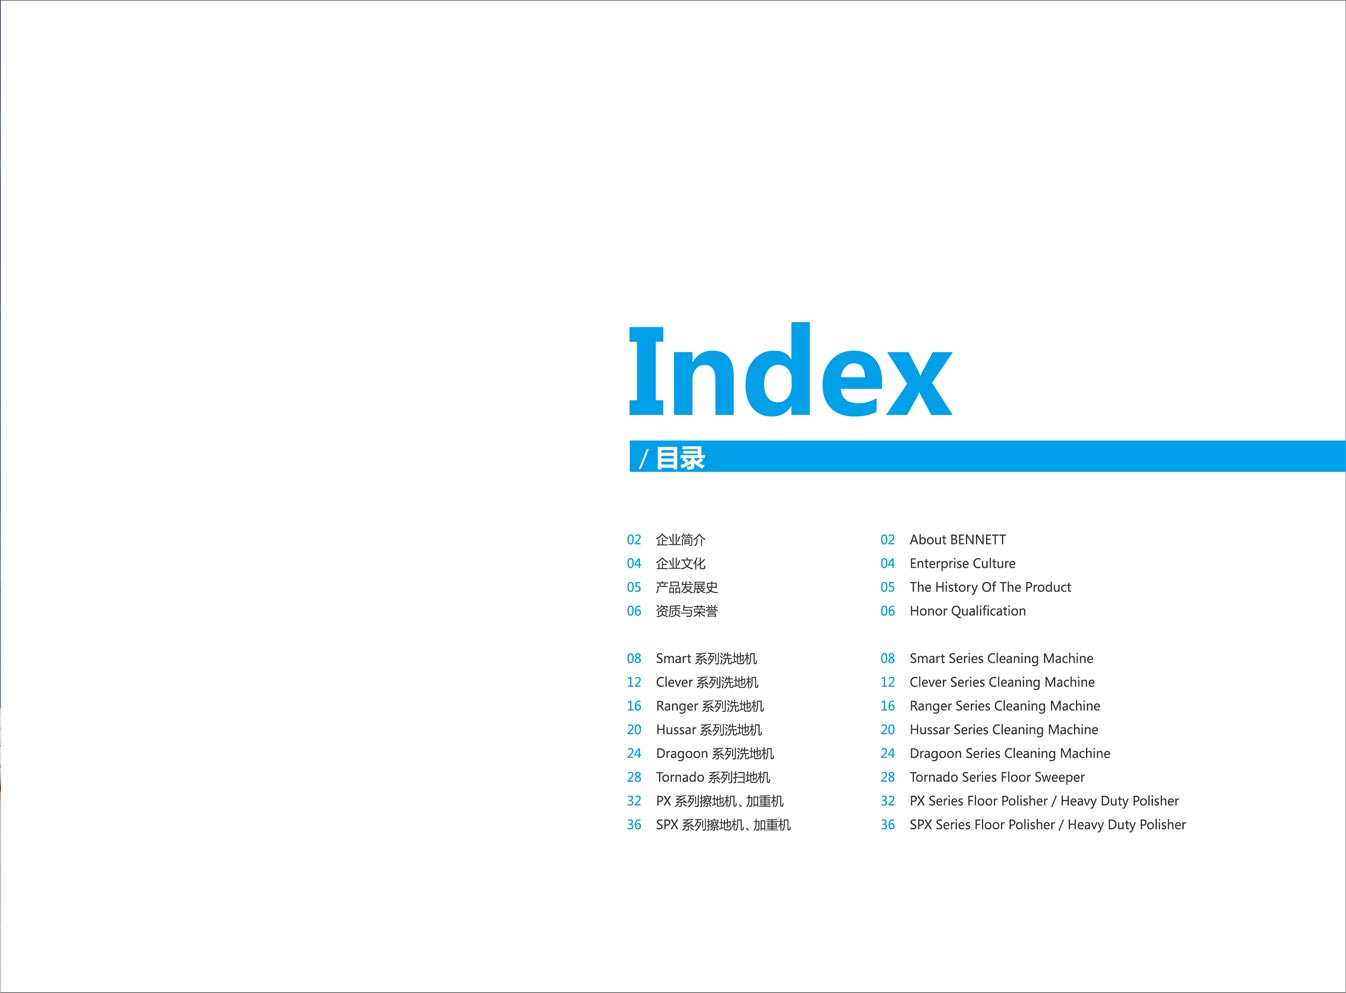 Index
/ 目录
02 企业简介
04 企业文化
05 产品发展史
06 资质与荣誉
08 Smart 系列洗地机
12 Clever 系列洗地机
16 Ranger 系列洗地机
20 Hussar 系列洗地机
24 Dragoon 系列洗地机
28 Tornado 系列扫地机
32 PX 系列擦地机、加重机
36 SPX 系列擦地机、加重机
02 About BENNETT
04 Enterprise Culture
05 The History Of The Product
06 Honor Qualification
08 Smart Series Cleaning Machine
12 Clever Series Cleaning Machine
16 Ranger Series Cleaning Machine
20 Hussar Series Cleaning Machine
24 Dragoon Series Cleaning Machine
28 Tornado Series Floor Sweeper
32 PX Series Floor Polisher / Heavy Duty Polisher
36 SPX Series Floor Polisher / Heavy Duty Polisher